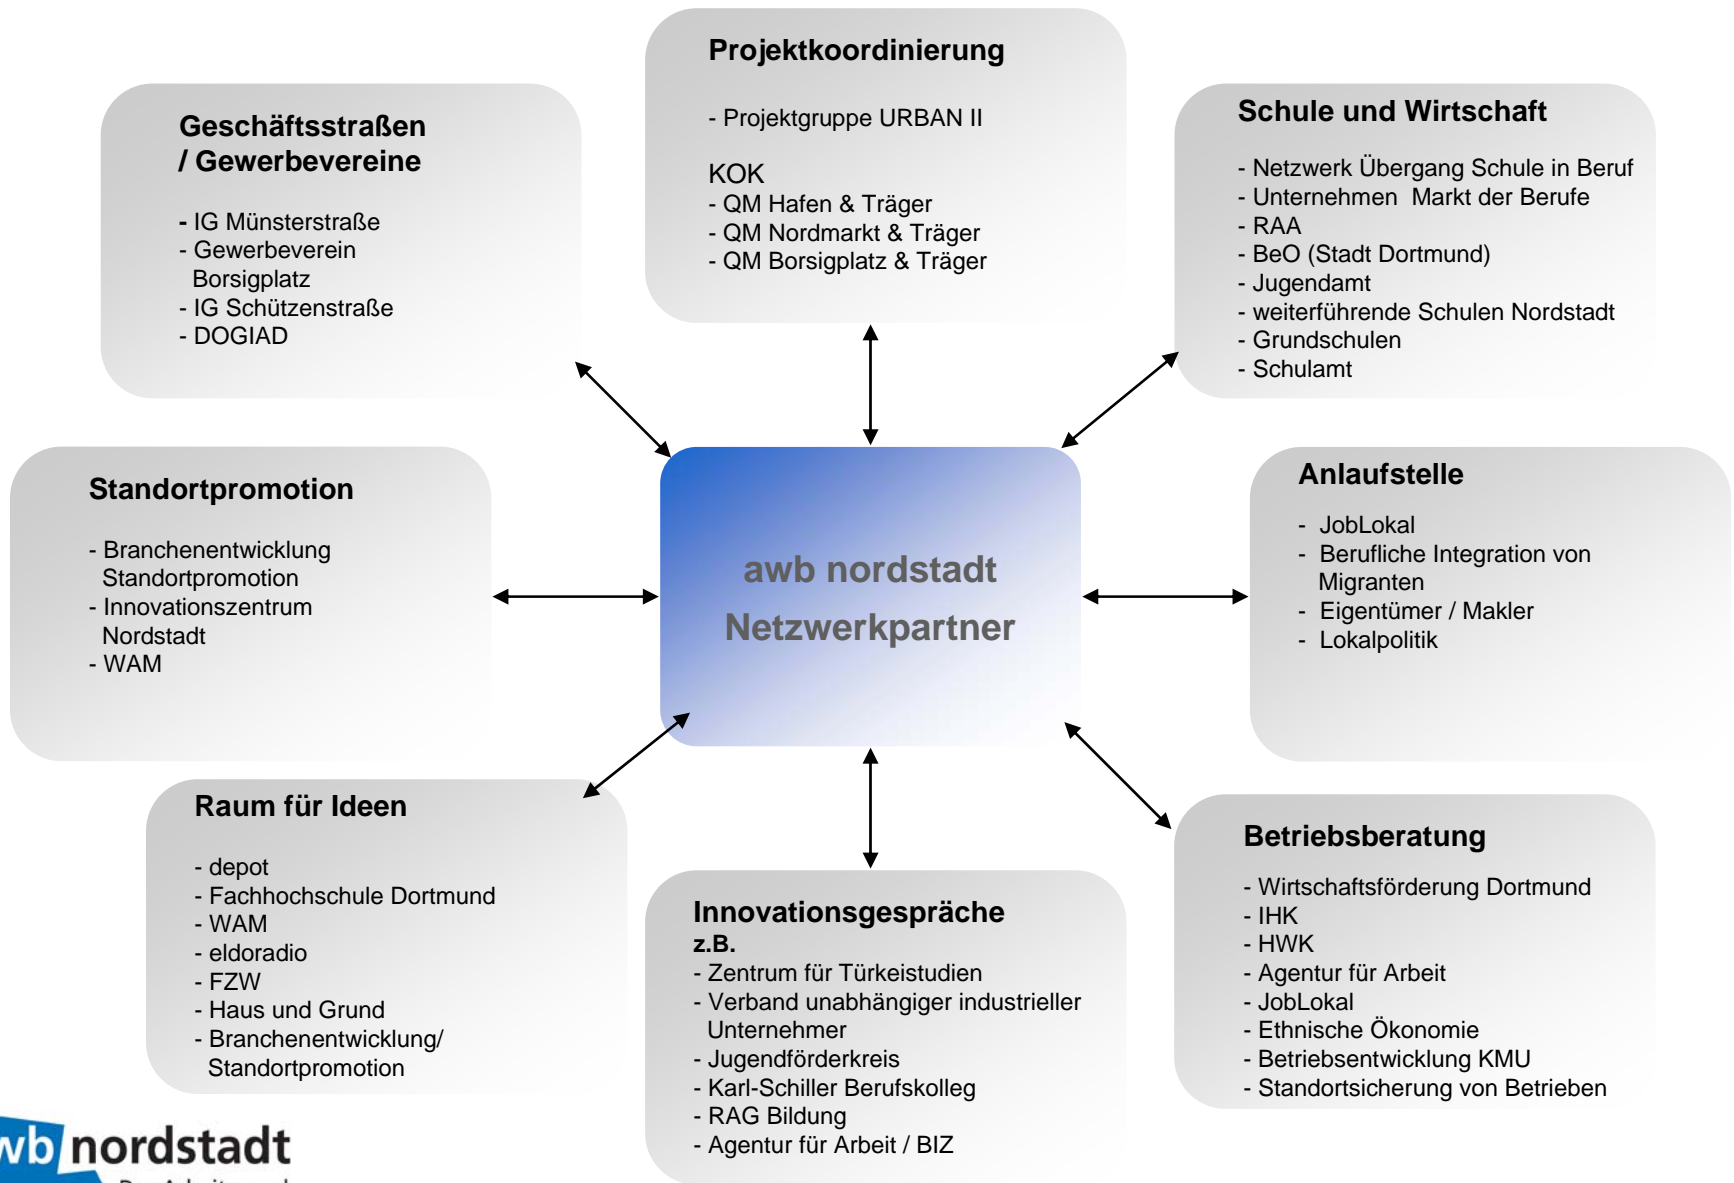 Projektkoordinierung
- Projektgruppe URBAN II
KOK
- QM Hafen & Träger
- QM Nordmarkt & Träger
- QM Borsigplatz & Träger
Geschäftsstraßen
/ Gewerbevereine
- IG Münsterstraße
- Gewerbeverein
Borsigplatz
- IG Schützenstraße
- DOGIAD
Schule und Wirtschaft
- Netzwerk Übergang Schule in Beruf
- Unternehmen  Markt der Berufe
- RAA
- BeO (Stadt Dortmund)
- Jugendamt
- weiterführende Schulen Nordstadt
- Grundschulen
- Schulamt
Standortpromotion
- Branchenentwicklung
Standortpromotion
- Innovationszentrum
Nordstadt
- WAM
awb nordstadt
Netzwerkpartner
Anlaufstelle
- JobLokal
- Berufliche Integration von
Migranten
- Eigentümer / Makler
- Lokalpolitik
Raum für Ideen
- depot
- Fachhochschule Dortmund
- WAM
- eldoradio
- FZW
- Haus und Grund
- Branchenentwicklung/
Standortpromotion
Innovationsgespräche
z.B.
- Zentrum für Türkeistudien
- Verband unabhängiger industrieller
Unternehmer
- Jugendförderkreis
- Karl-Schiller Berufskolleg
- RAG Bildung
- Agentur für Arbeit / BIZ
Betriebsberatung
- Wirtschaftsförderung Dortmund
- IHK
- HWK
- Agentur für Arbeit
- JobLokal
- Ethnische Ökonomie
- Betriebsentwicklung KMU
- Standortsicherung von Betrieben
wb nordstadt